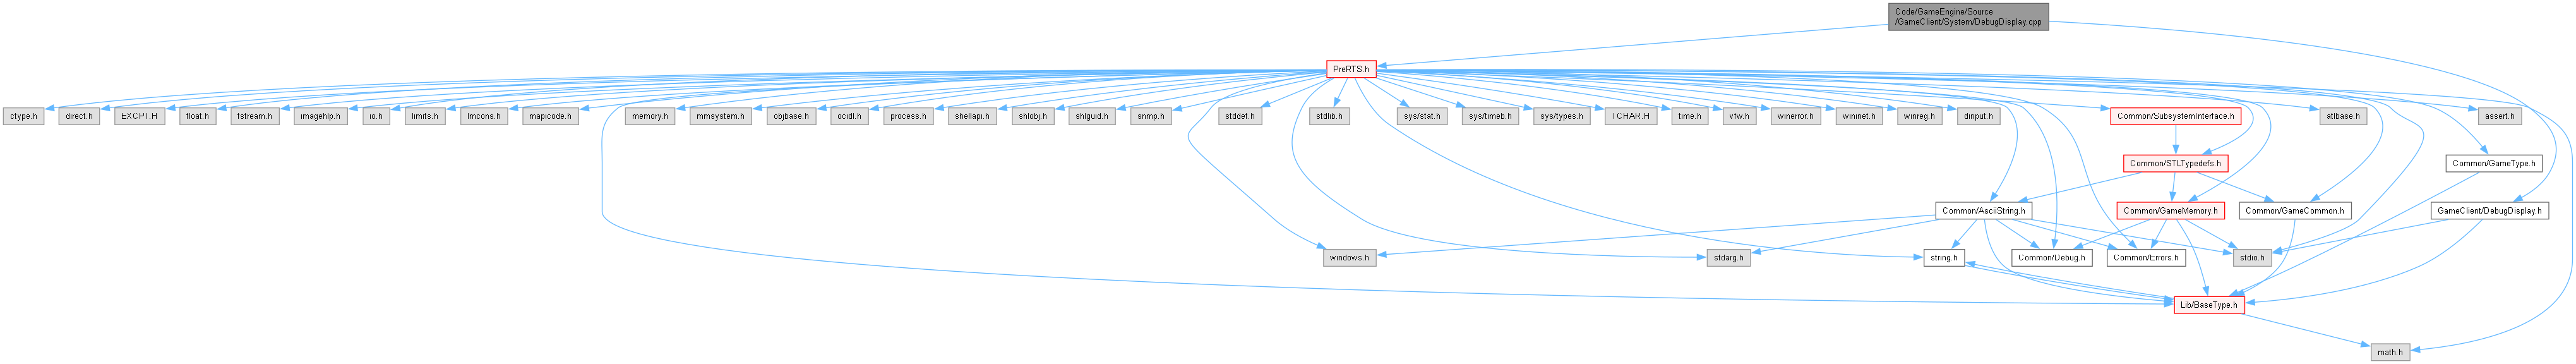 Code/GameEngine/Source
/GameClient/System/DebugDisplay.cpp
PreRTS.h
ctype.h
direct.h
EXCPT.H
float.h
fstream.h
imagehlp.h
io.h
limits.h
lmcons.h
mapicode.h
memory.h
mmsystem.h
objbase.h
ocidl.h
process.h
shellapi.h
shlobj.h
shlguid.h
snmp.h
stddef.h
stdlib.h
sys/stat.h
sys/timeb.h
sys/types.h
TCHAR.H
time.h
vfw.h
winerror.h
wininet.h
winreg.h
dinput.h
Common/SubsystemInterface.h
atlbase.h
assert.h
Common/STLTypedefs.h
Common/GameType.h
Common/AsciiString.h
Common/GameMemory.h
Common/GameCommon.h
GameClient/DebugDisplay.h
windows.h
stdarg.h
string.h
Common/Debug.h
Common/Errors.h
stdio.h
Lib/BaseType.h
math.h